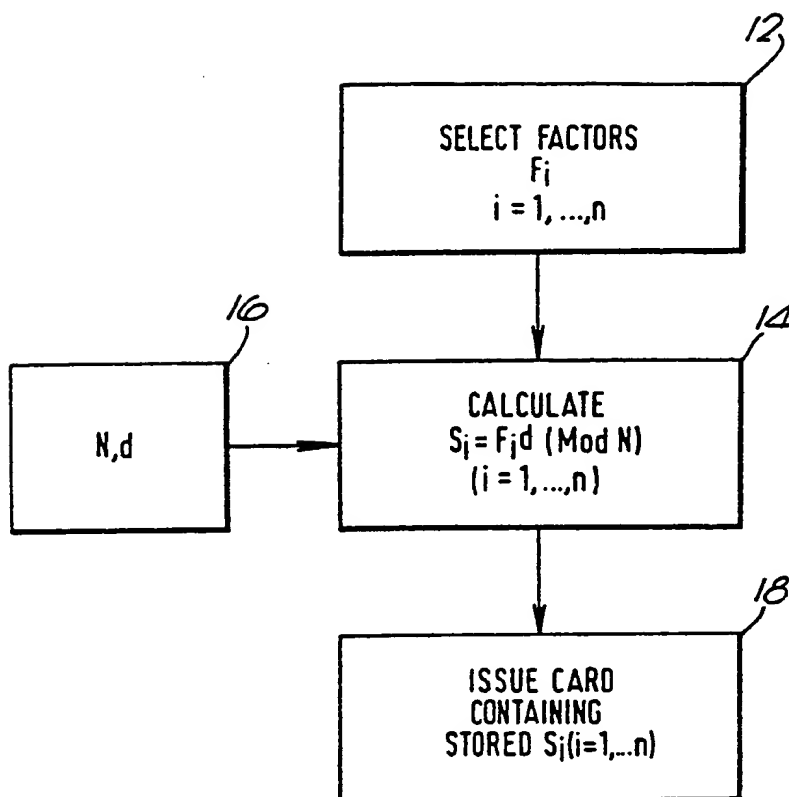 12
SELECT FACTORS
Fi
i = 1, ...,n
16
14
N,d
CALCULATE
Si = Fid (Mod N)
(i = 1, ...,n)
18
ISSUE CARD
CONTAINING
STORED Si(i=1,...n)